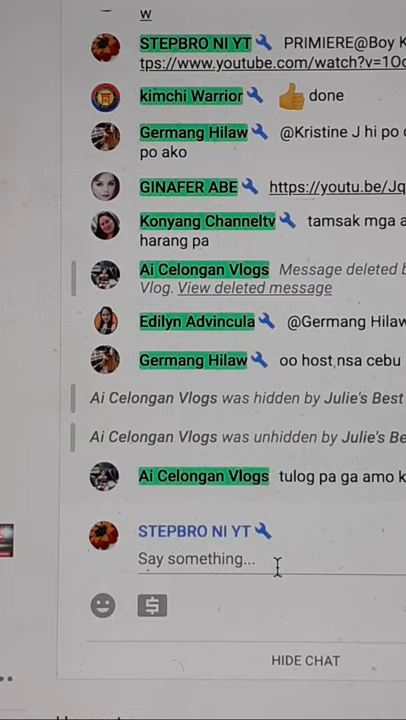 w
STEPBRO NI YT PRIMIERE@Boy
tps://www.youtube.com/watch?v=1
kimchi Warrior done
Germang Hilaw @Kristine J hi po
po ako
GINAFER ABE https://youtu.be/Jq
Konyang Channeltv tamsak mga
harang pa
Ai Celongan Vlogs Message deleted
Vlog. View deleted message
Edilyn Advincula @Germang Hilaw
Germang Hilaw oo host,nsa cebu
Ai Celongan Vlogs was hidden by Julie's Best
Ai Celongan Vlogs was unhidden by Julie's
Ai Celongan Vlogs tulog pa ga amo
STEPBRO NI YT
Say something...
HIDE CHAT